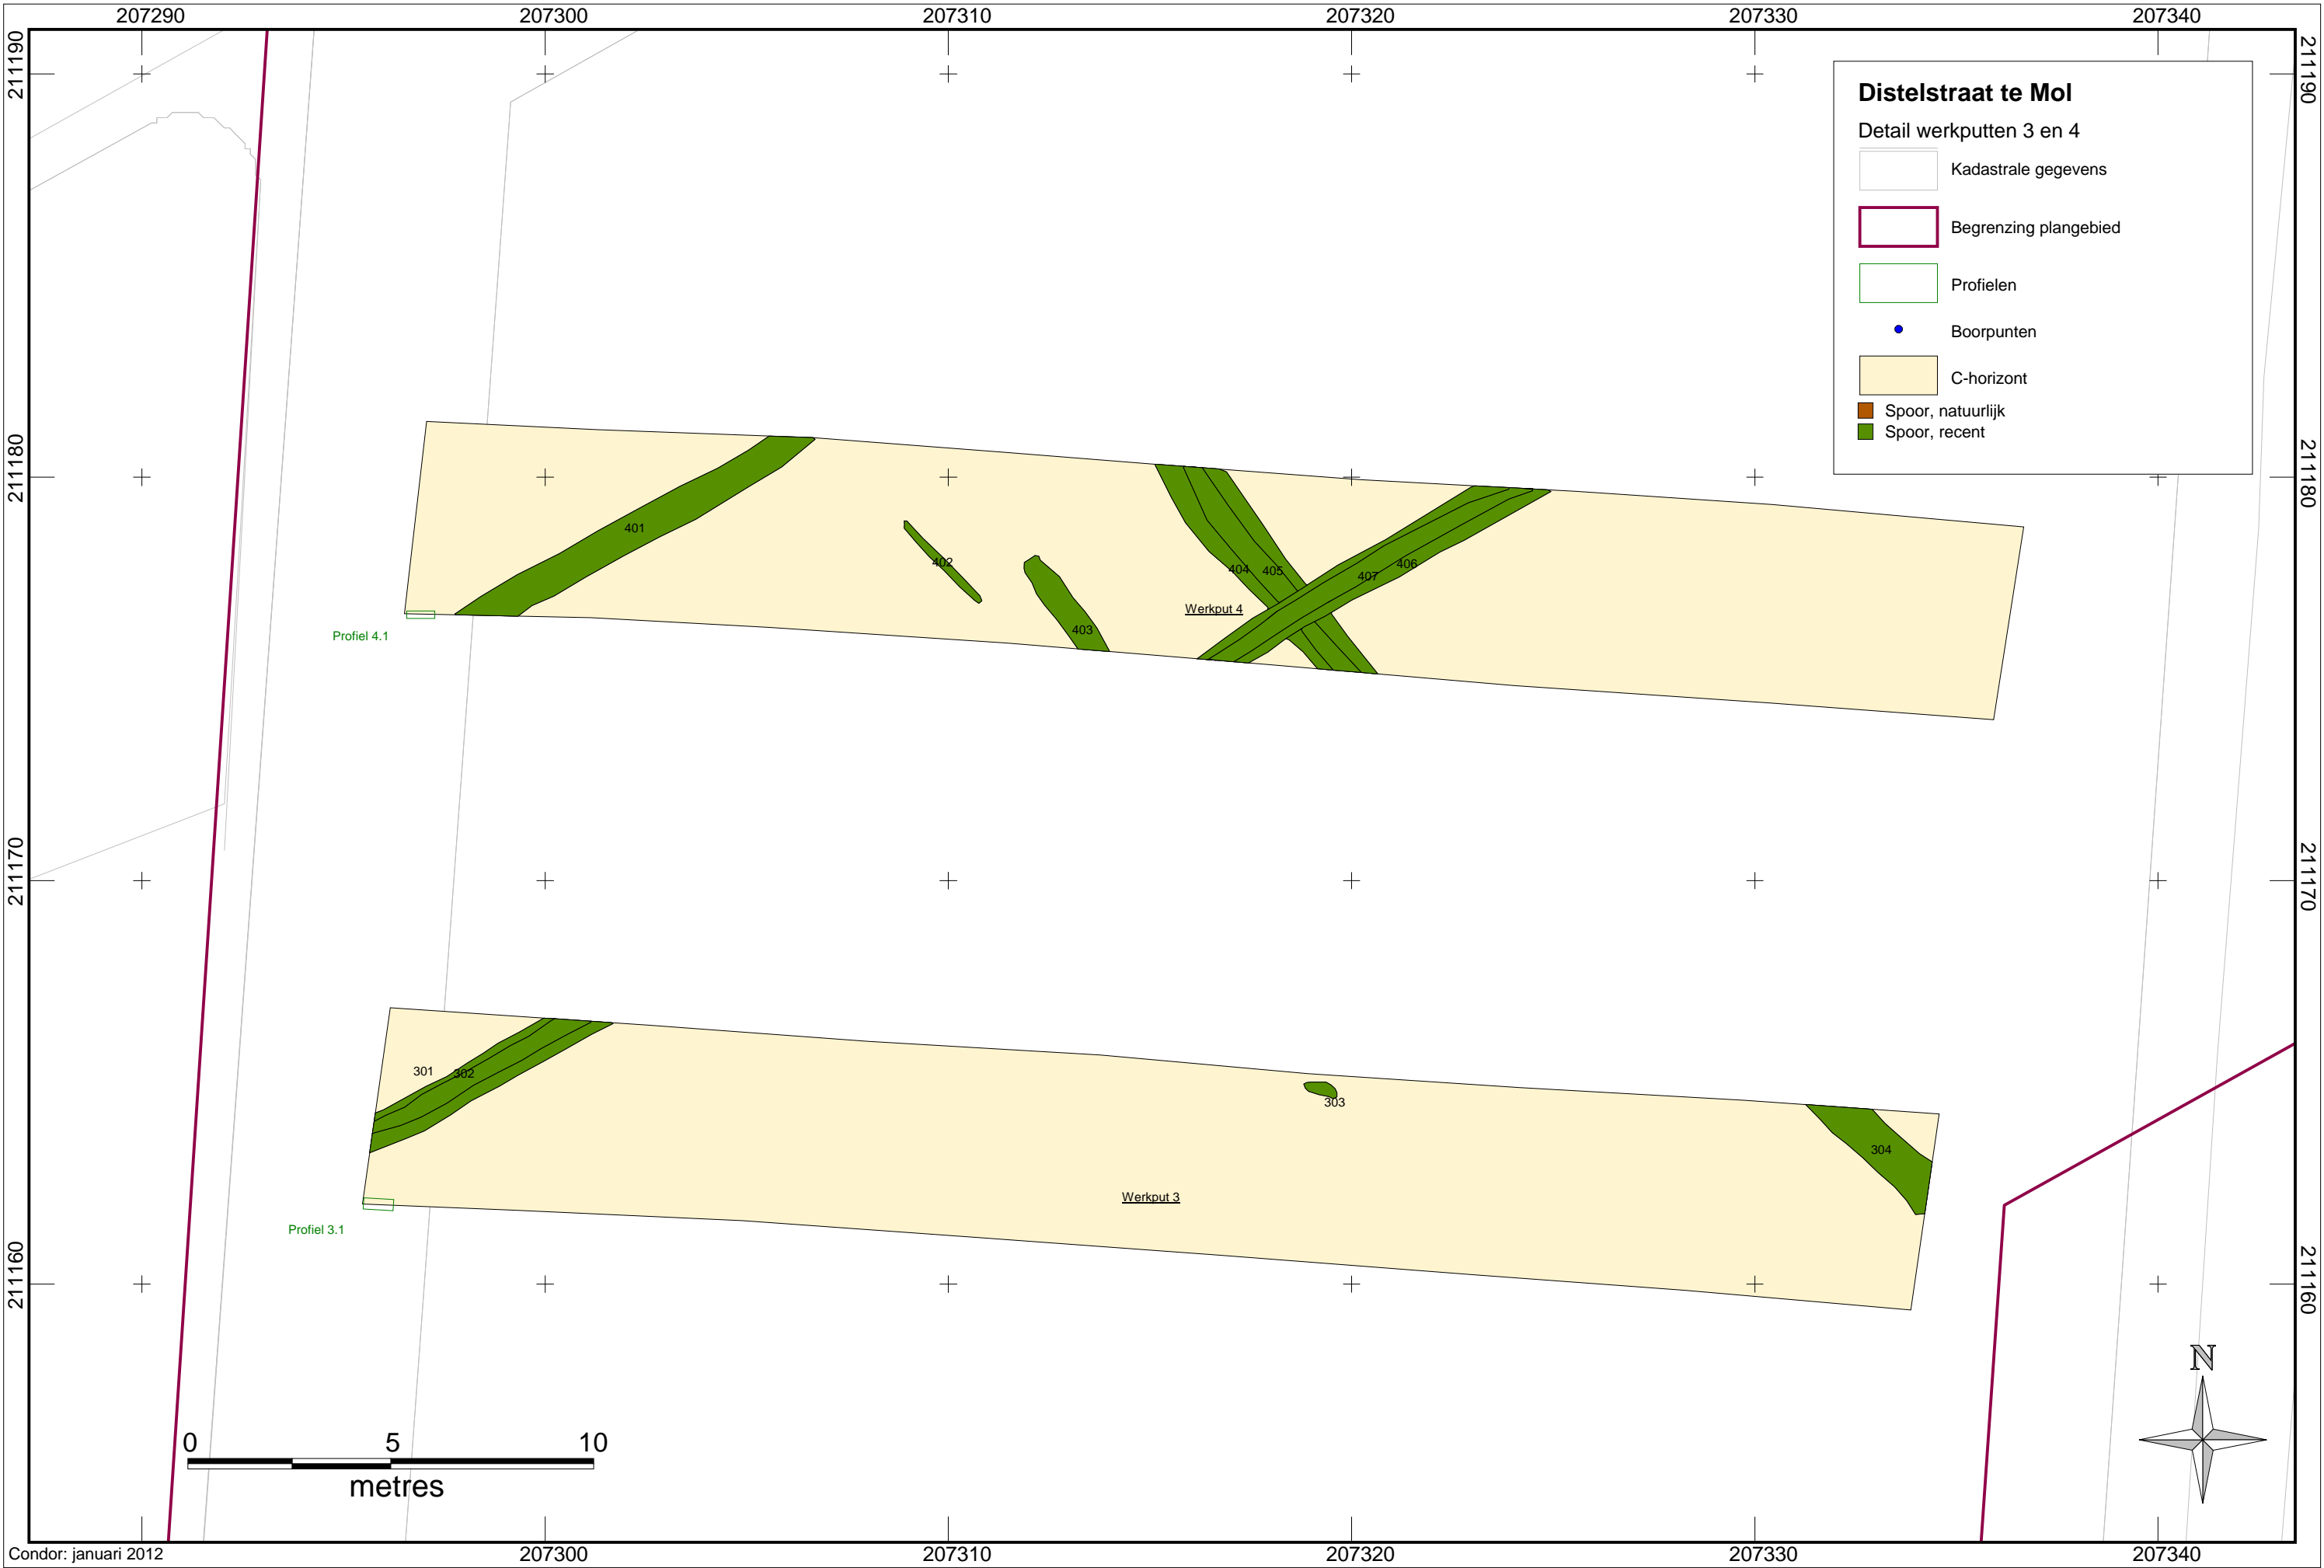 207290 207300 207310 207320 207330 207340
211190
211190
Distelstraat te Mol
Detail werkputten 3 en 4
Kadastrale gegevens
Begrenzing plangebied
Profielen
Boorpunten
C-horizont
Spoor, natuurlijk
Spoor, recent
211180
211180
401
402
403
404
405
407
406
Werkput 4
Profiel 4.1
211170
211170
301
302
303
304
Werkput 3
Profiel 3.1
211160
211160
N
0 5 10
metres
Condor: januari 2012
207300 207310 207320 207330 207340